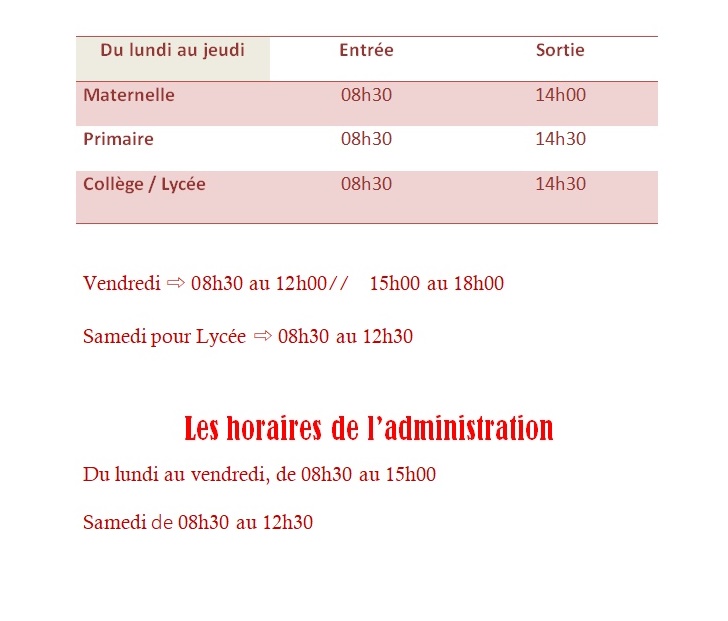 Du lundi au jeudi Entrée Sortie
Maternelle 08h30 14h00
Primaire 08h30 14h30
Collège / Lycée 08h30 14h30
Vendredi ⇨ 08h30 au 12h00// 15h00 au 18h00
Samedi pour Lycée ⇨ 08h30 au 12h30
Les horaires de l'administration
Du lundi au vendredi, de 08h30 au 15h00
Samedi de 08h30 au 12h30